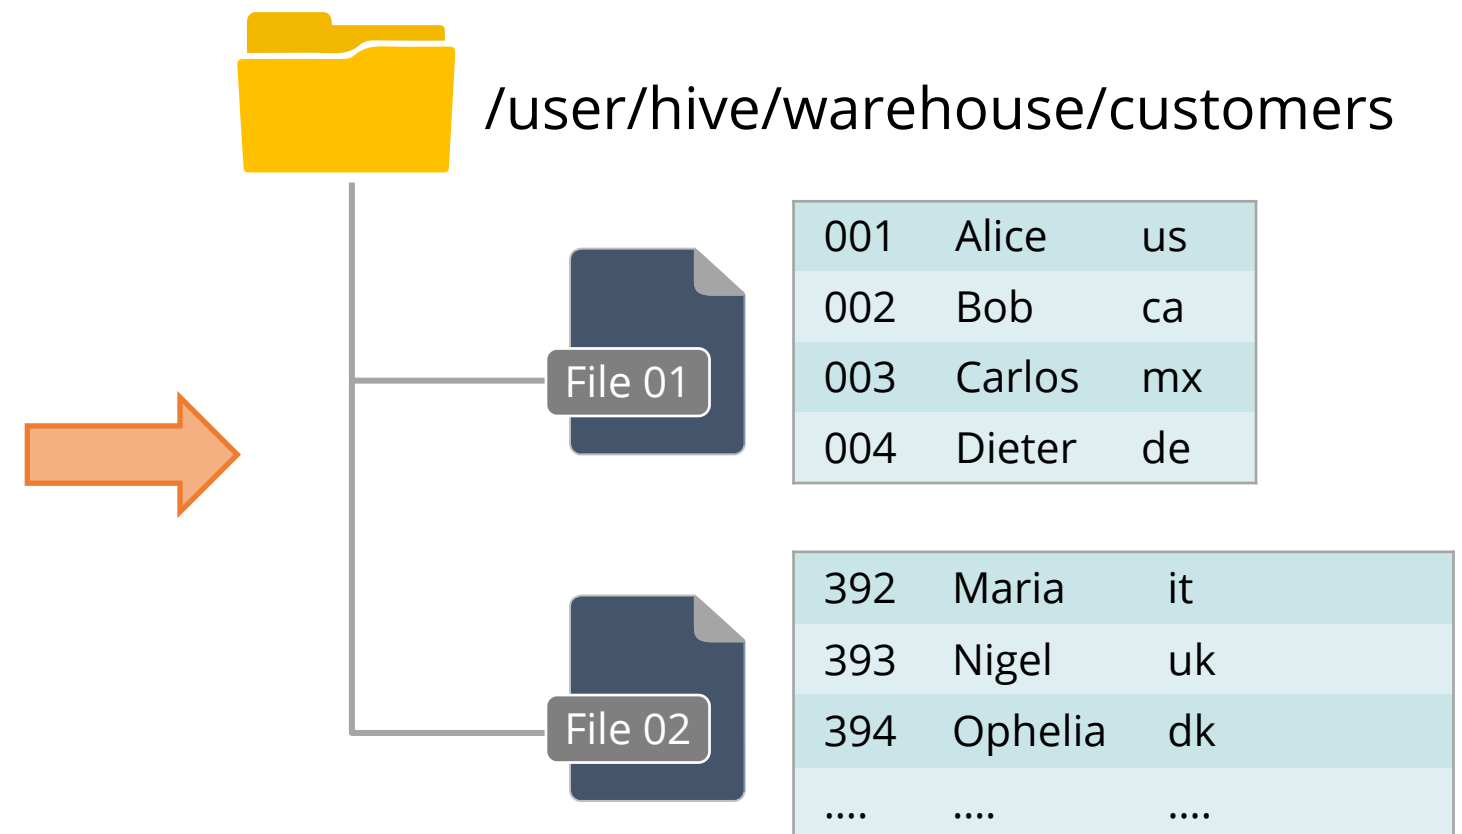 /user/hive/warehouse/customers
File 01
001 Alice us
002 Bob ca
003 Carlos mx
004 Dieter de
File 02
392 Maria it
393 Nigel uk
394 Ophelia dk
.... .... ....